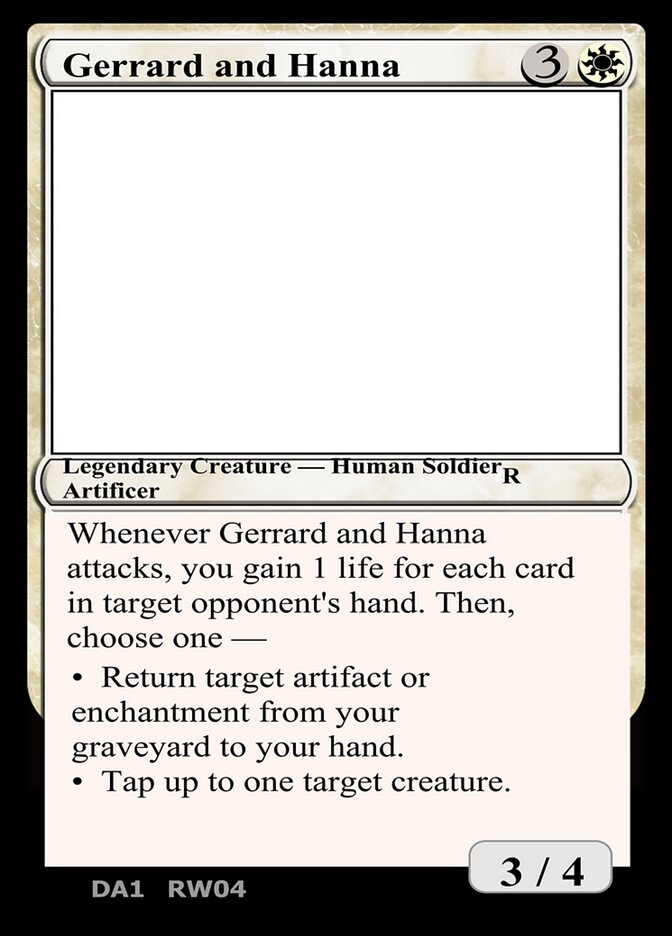 Gerrard and Hanna 3
Legendary Creature — Human Soldier R
Artificer
Whenever Gerrard and Hanna
attacks, you gain 1 life for each card
in target opponent's hand. Then,
choose one —
• Return target artifact or
enchantment from your
graveyard to your hand.
• Tap up to one target creature.
3 / 4
DA1 RW04